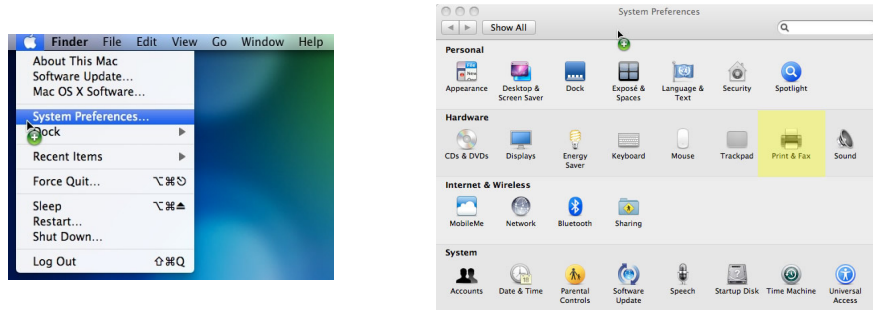 Finder File Edit View Go Window Help
About This Mac
Software Update...
Mac OS X Software...
System Preferences...
Dock
Recent Items
Force Quit... ⌥⌘⎋
Sleep ⌥⌘⏏
Restart...
Shut Down...
Log Out ⇧⌘Q
System Preferences
Show All
Personal
Appearance Desktop & Dock Exposé & Language & Security Spotlight
Screen Saver Spaces Text
Hardware
CDs & DVDs Displays Energy Keyboard Mouse Trackpad Print & Fax Sound
Saver
Internet & Wireless
MobileMe Network Bluetooth Sharing
System
Accounts Date & Time Parental Software Speech Startup Disk Time Machine Universal
Controls Update Access